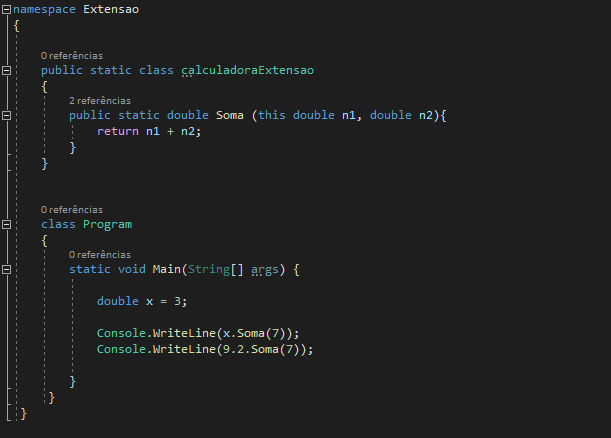 namespace Extensao
{
0 referências
public static class calculadoraExtensao
{
2 referências
public static double Soma (this double n1, double n2){
return n1 + n2;
}
}
0 referências
class Program
{
0 referências
static void Main(String[] args) {
double x = 3;
Console.WriteLine(x.Soma(7));
Console.WriteLine(9.2.Soma(7));
}
}
}